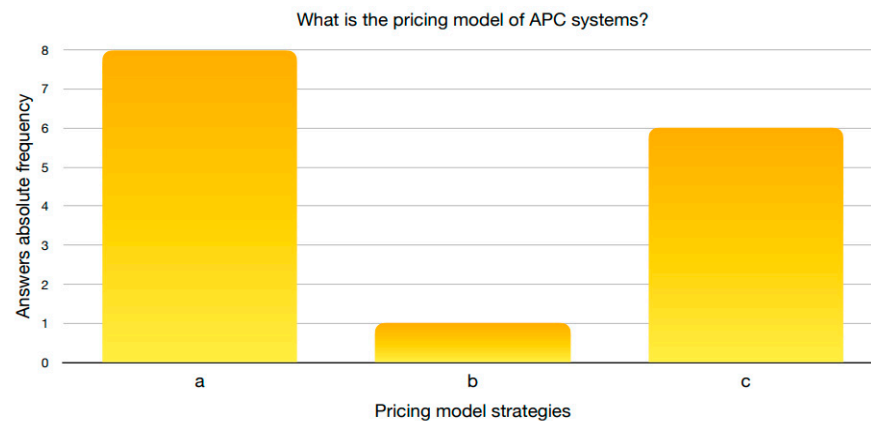 What is the pricing model of APC systems?
Answers absolute frequency
8
7
6
5
4
3
2
1
0
a b c
Pricing model strategies